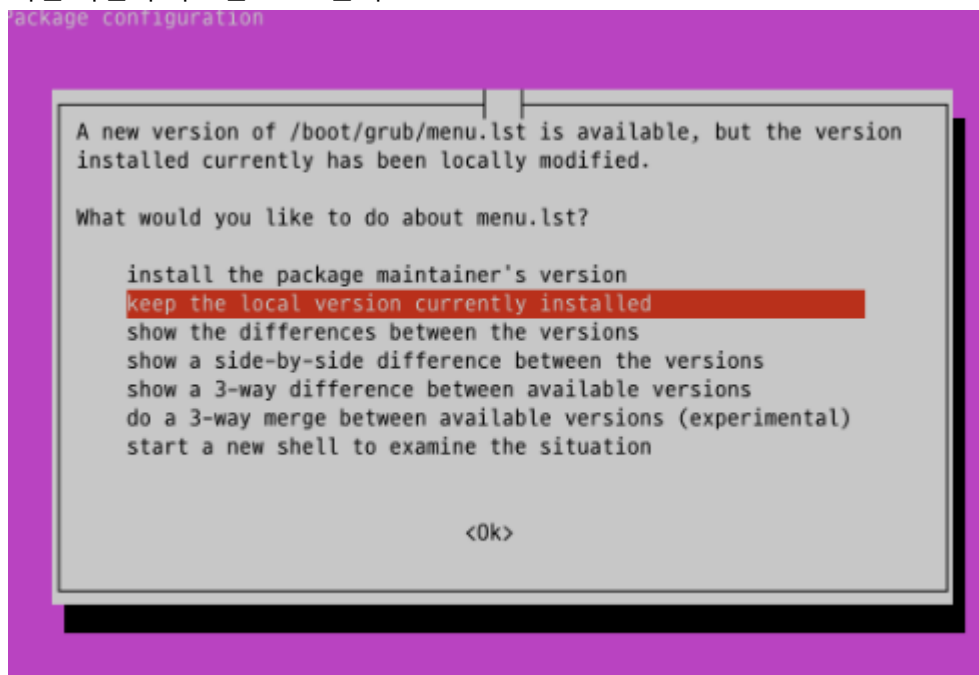 Package configuration
A new version of /boot/grub/menu.lst is available, but the version
installed currently has been locally modified.
What would you like to do about menu.lst?
install the package maintainer's version
keep the local version currently installed
show the differences between the versions
show a side-by-side difference between the versions
show a 3-way difference between available versions
do a 3-way merge between available versions (experimental)
start a new shell to examine the situation
<Ok>